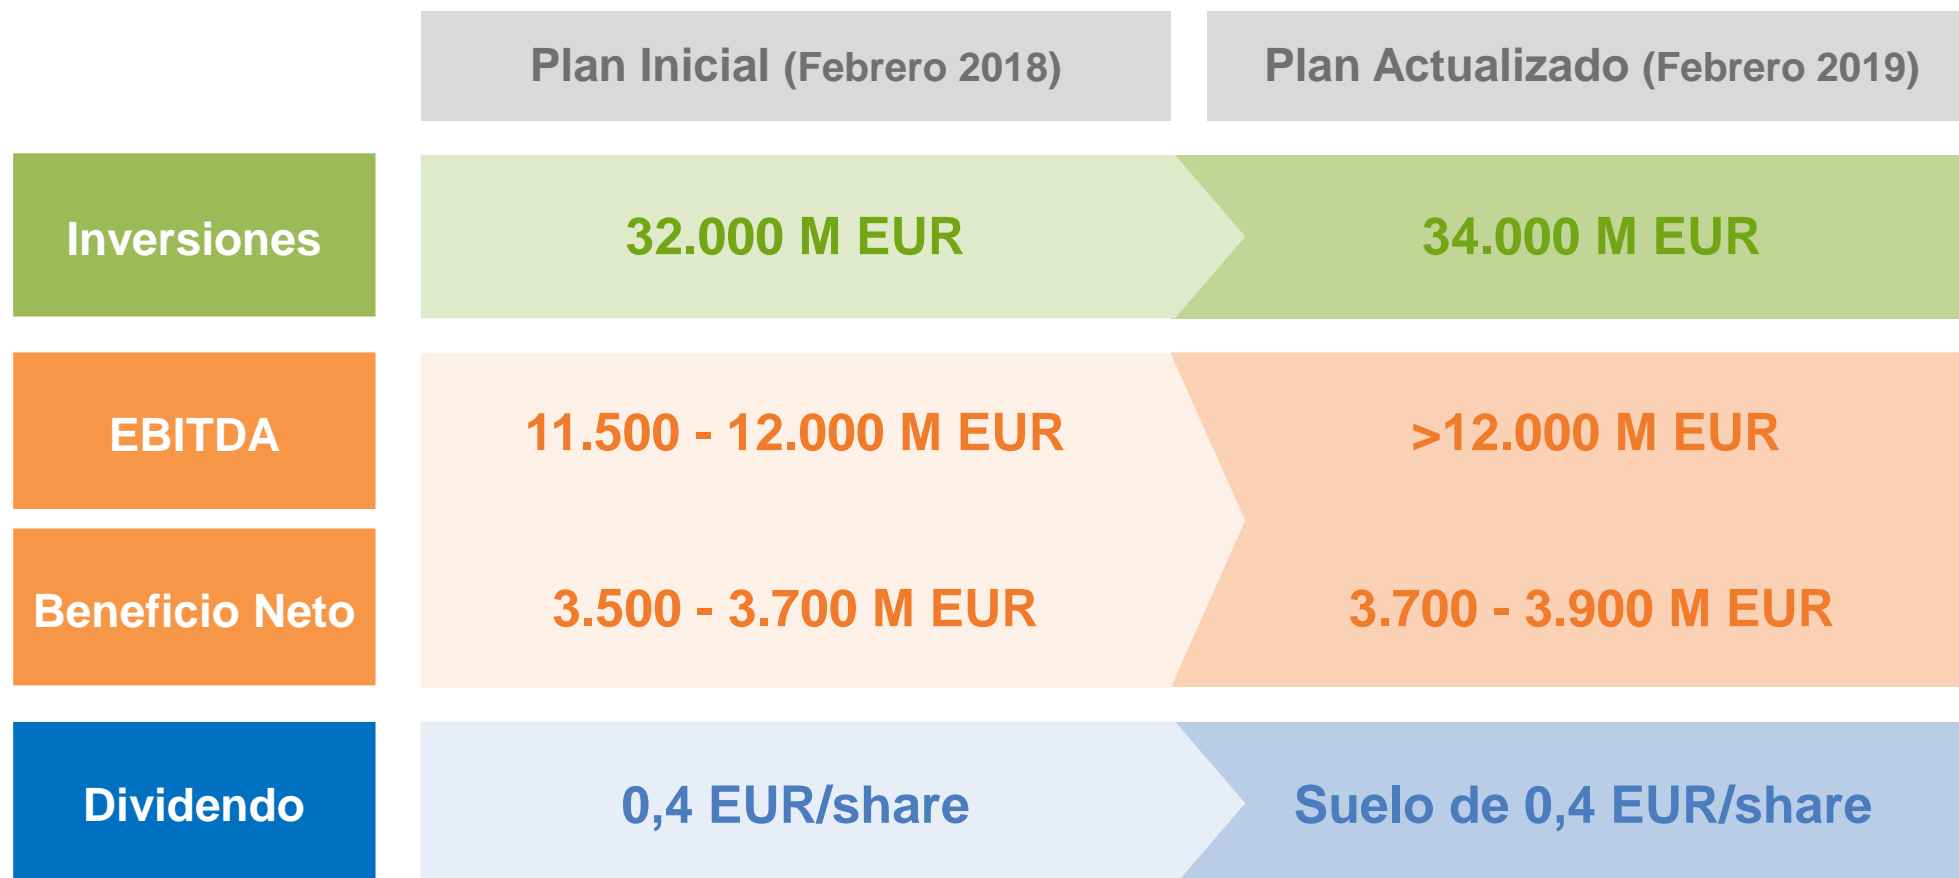 Plan Inicial (Febrero 2018)
Plan Actualizado (Febrero 2019)
Inversiones
32.000 M EUR
34.000 M EUR
EBITDA
11.500 - 12.000 M EUR
>12.000 M EUR
Beneficio Neto
3.500 - 3.700 M EUR
3.700 - 3.900 M EUR
Dividendo
0,4 EUR/share
Suelo de 0,4 EUR/share